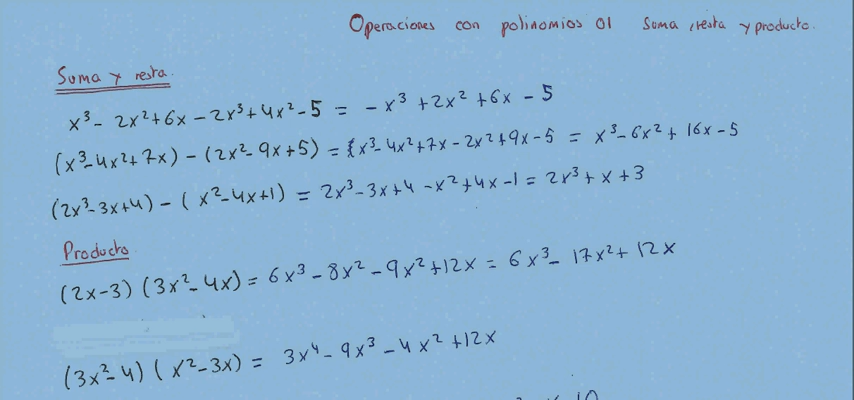 Operaciones con polinomios 01 Suma, resta y producto.
Suma y resta.
x³ - 2x² + 6x - 2x³ + 4x² - 5 = -x³ + 2x² + 6x - 5
(x³ - 4x² + 7x) - (2x² - 9x + 5) = x³ - 4x² + 7x - 2x² + 9x - 5 = x³ - 6x² + 16x - 5
(2x³ - 3x + 4) - (x² - 4x + 1) = 2x³ - 3x + 4 - x² + 4x - 1 = 2x³ + x + 3
Producto
(2x - 3) (3x² - 4x) = 6x³ - 8x² - 9x² + 12x = 6x³ - 17x² + 12x
(3x² - 4) (x² - 3x) = 3x⁴ - 9x³ - 4x² + 12x